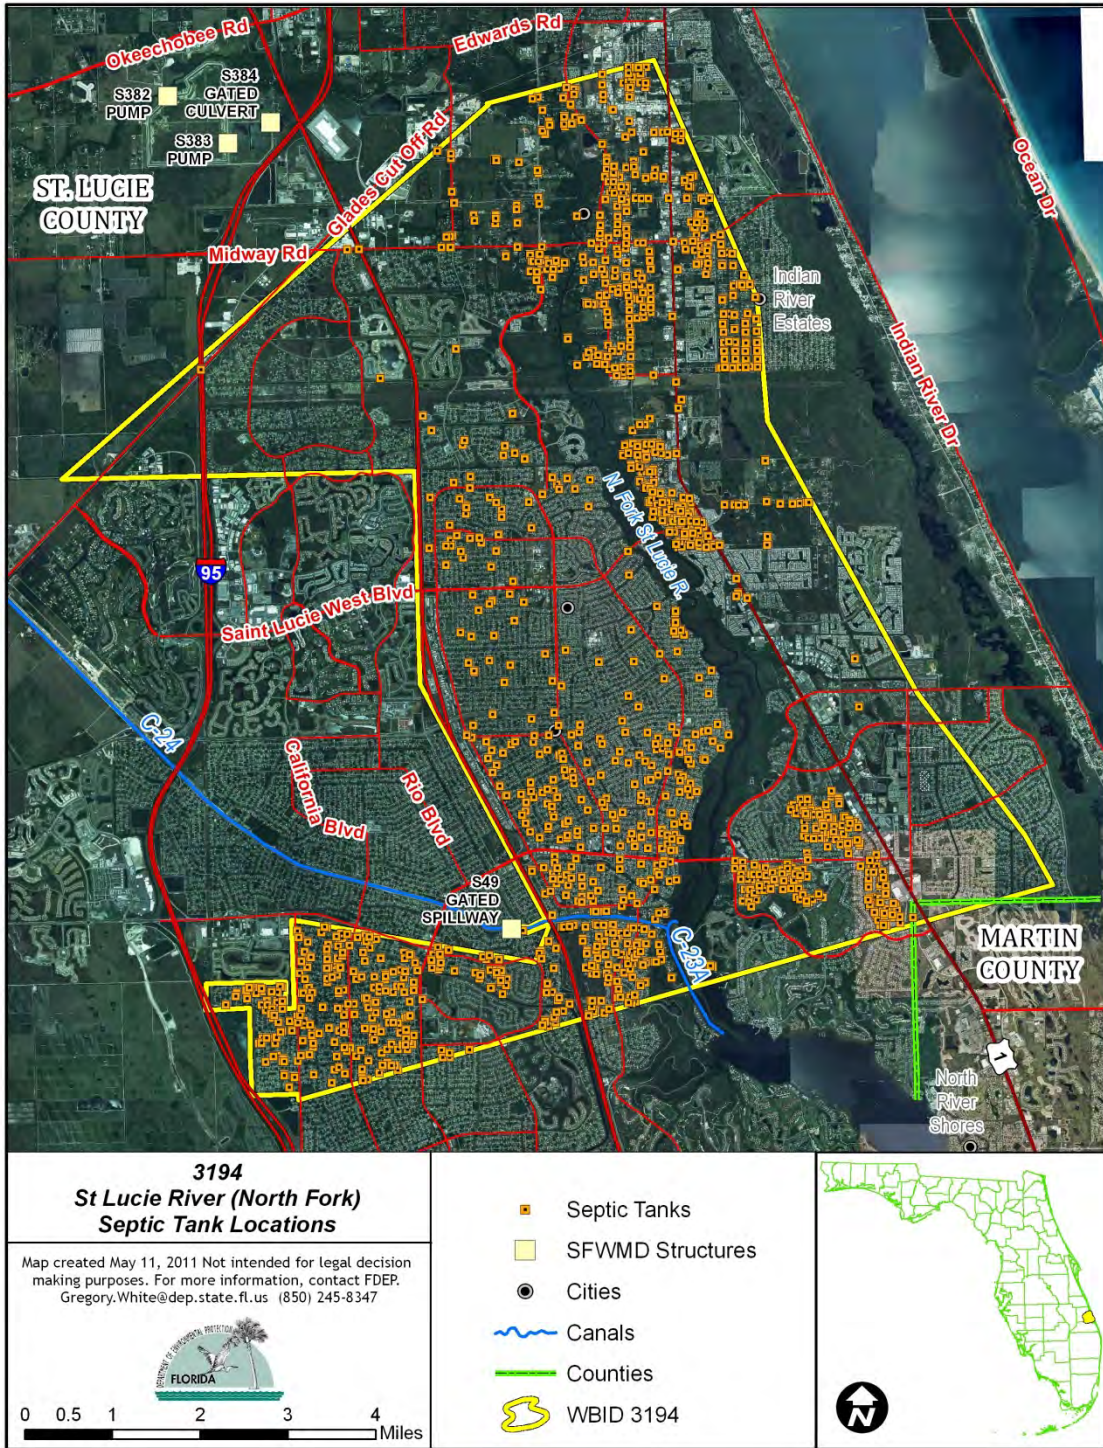 Okeechobee Rd
Edwards Rd
S384
GATED
CULVERT
S382
PUMP
S383
PUMP
ST. LUCIE
COUNTY
Glades Cut Off Rd
Midway Rd
Ocean Dr
Indian
River
Estates
Indian River Dr
N. Fork St Lucie R.
95
Saint Lucie West Blvd
C-24
California Blvd
Rio Blvd
S49
GATED
SPILLWAY
C-23A
MARTIN
COUNTY
1
North
River
Shores
3194
St Lucie River (North Fork)
Septic Tank Locations
Map created May 11, 2011 Not intended for legal decision
making purposes. For more information, contact FDEP.
Gregory.White@dep.state.fl.us (850) 245-8347
DEPARTMENT OF ENVIRONMENTAL PROTECTION
FLORIDA
0 0.5 1 2 3 4
Miles
Septic Tanks
SFWMD Structures
Cities
Canals
Counties
WBID 3194
N